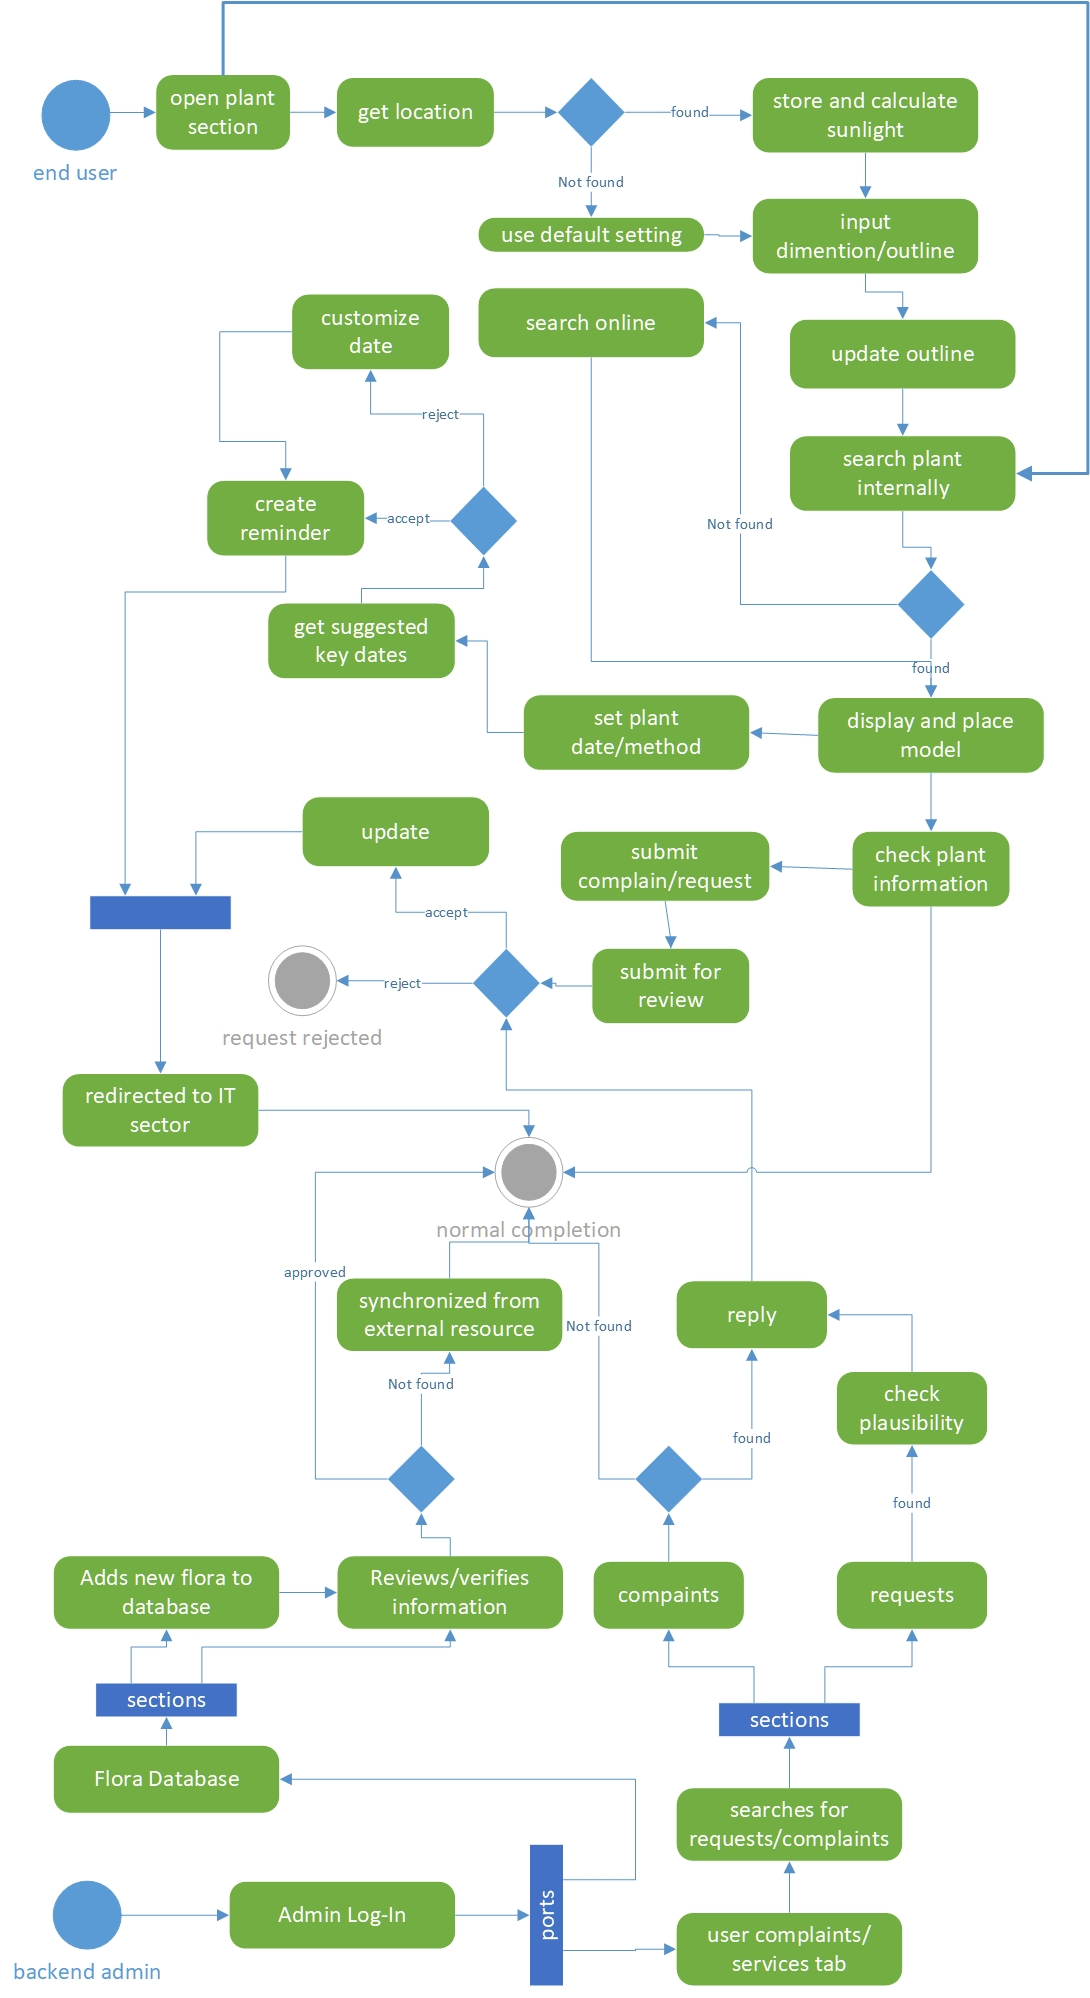 open plant
section
get location
found
store and calculate
sunlight
end user
Not found
use default setting
input
dimention/outline
customize
date
search online
update outline
reject
search plant
internally
create
reminder
accept
Not found
get suggested
key dates
found
set plant
date/method
display and place
model
update
submit
complain/request
check plant
information
accept
submit for
review
reject
request rejected
redirected to IT
sector
normal completion
approved
synchronized from
external resource
Not found
reply
Not found
check
plausibility
found
found
Adds new flora to
database
Reviews/verifies
information
compaints
requests
sections
sections
Flora Database
searches for
requests/complaints
Admin Log-In
ports
user complaints/
services tab
backend admin